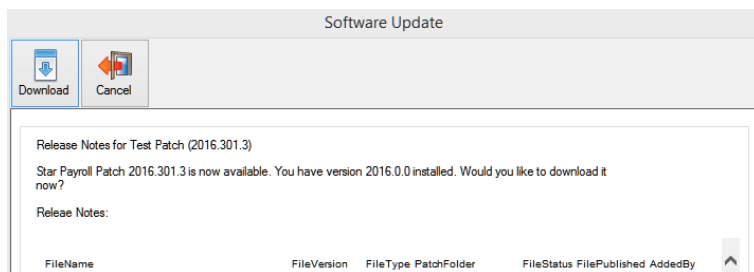 Software Update
Download Cancel
Release Notes for Test Patch (2016.301.3)
Star Payroll Patch 2016.301.3 is now available. You have version 2016.0.0 installed. Would you like to download it
now?
Releae Notes:
FileName FileVersion FileType PatchFolder FileStatus FilePublished AddedBy